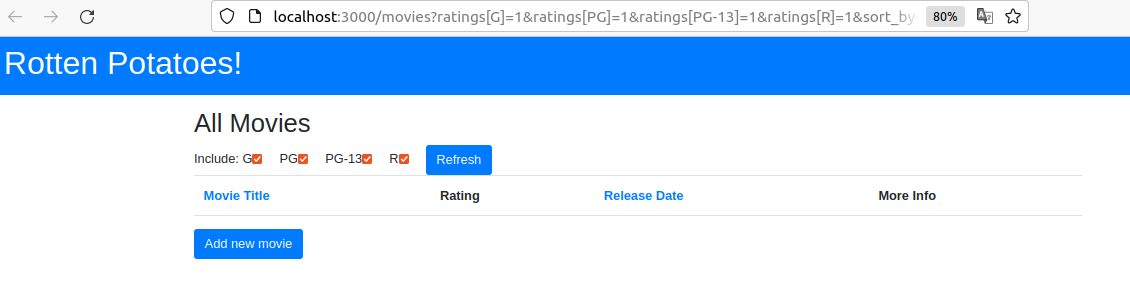 localhost:3000/movies?ratings[G]=1&ratings[PG]=1&ratings[PG-13]=1&ratings[R]=1&sort_by 80%
Rotten Potatoes!
All Movies
Include: G PG PG-13 R Refresh
Movie Title Rating Release Date More Info
Add new movie